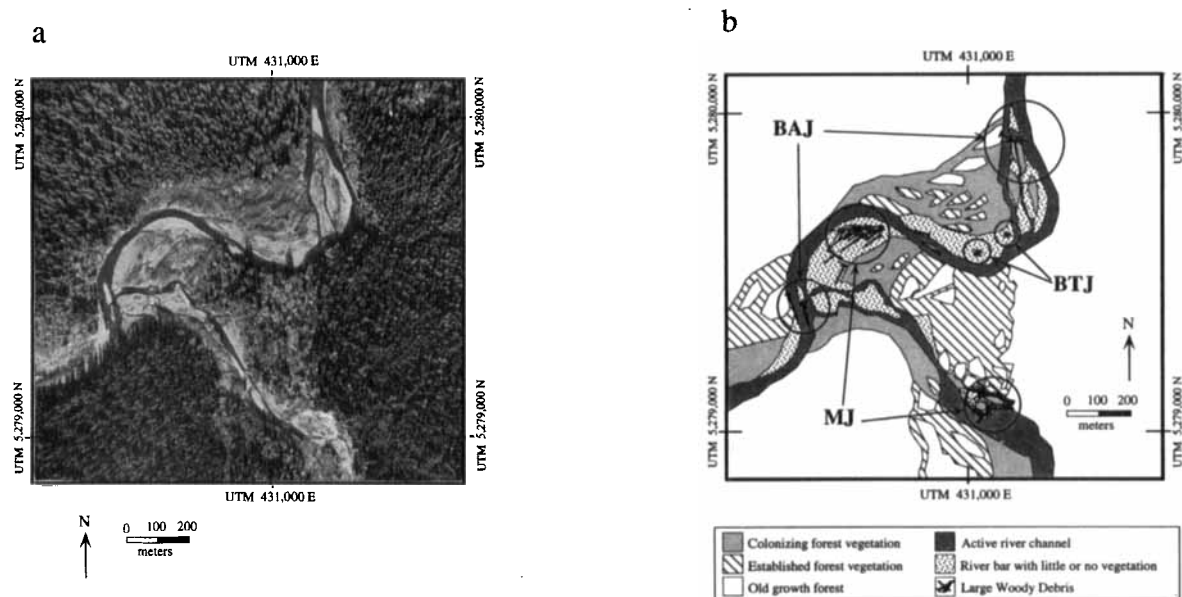 a
UTM 431,000 E
UTM 5,280,000 N
UTM 5,280,000 N
UTM 5,279,000 N
UTM 5,279,000 N
UTM 431,000 E
N
0 100 200
meters
b
UTM 431,000 E
UTM 5,280,000 N
UTM 5,280,000 N
BAJ
BTJ
N
MJ
0 100 200
meters
UTM 5,279,000 N
UTM 5,279,000 N
UTM 431,000 E
Colonizing forest vegetation
Active river channel
Established forest vegetation
River bar with little or no vegetation
Old growth forest
Large Woody Debris